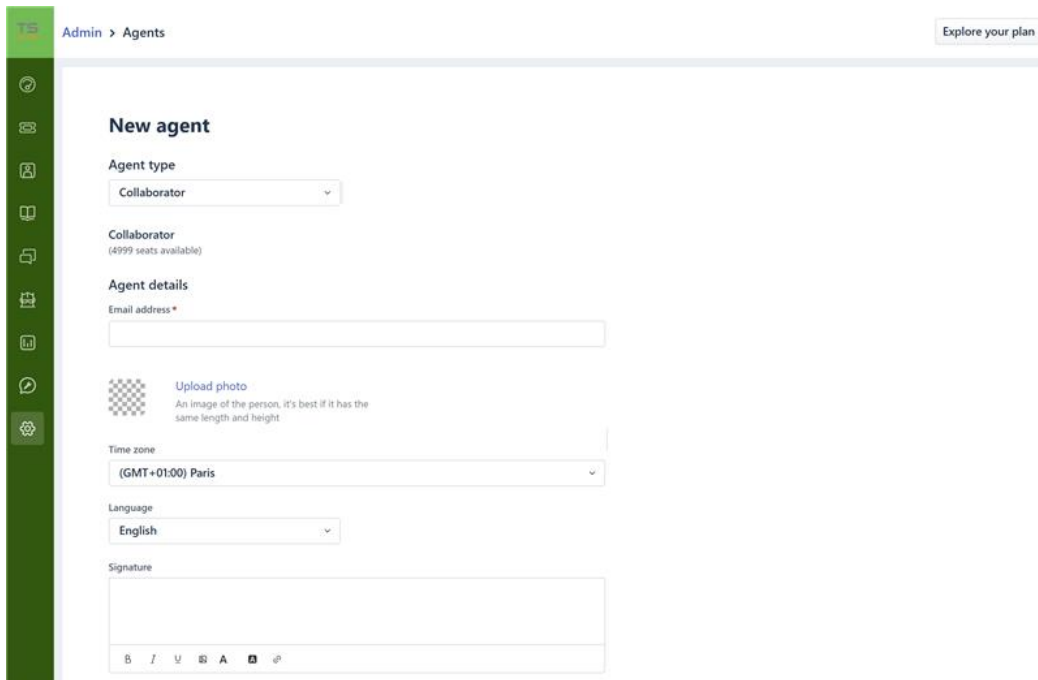 TS
Admin > Agents
Explore your plan
New agent
Agent type
Collaborator
Collaborator
(4999 seats available)
Agent details
Email address *
Upload photo
An image of the person, it's best if it has the
same length and height
Time zone
(GMT+01:00) Paris
Language
English
Signature
B I U A A